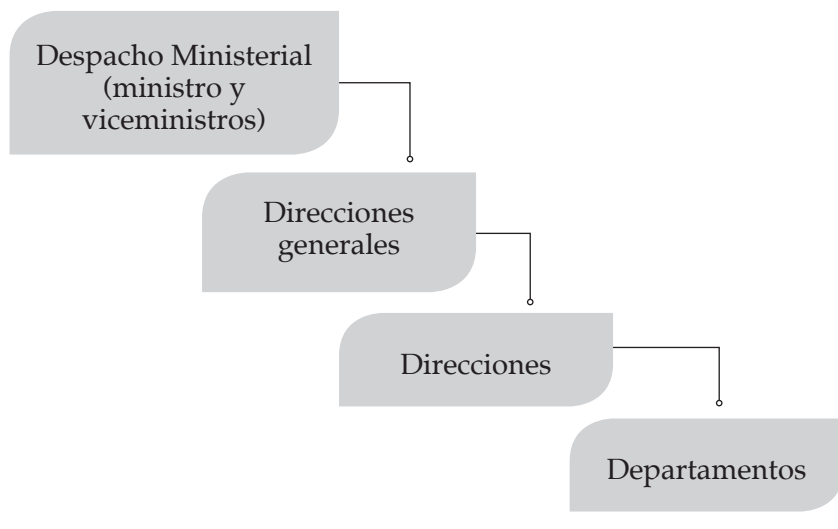 Despacho Ministerial
(ministro y
viceministros)
Direcciones
generales
Direcciones
Departamentos